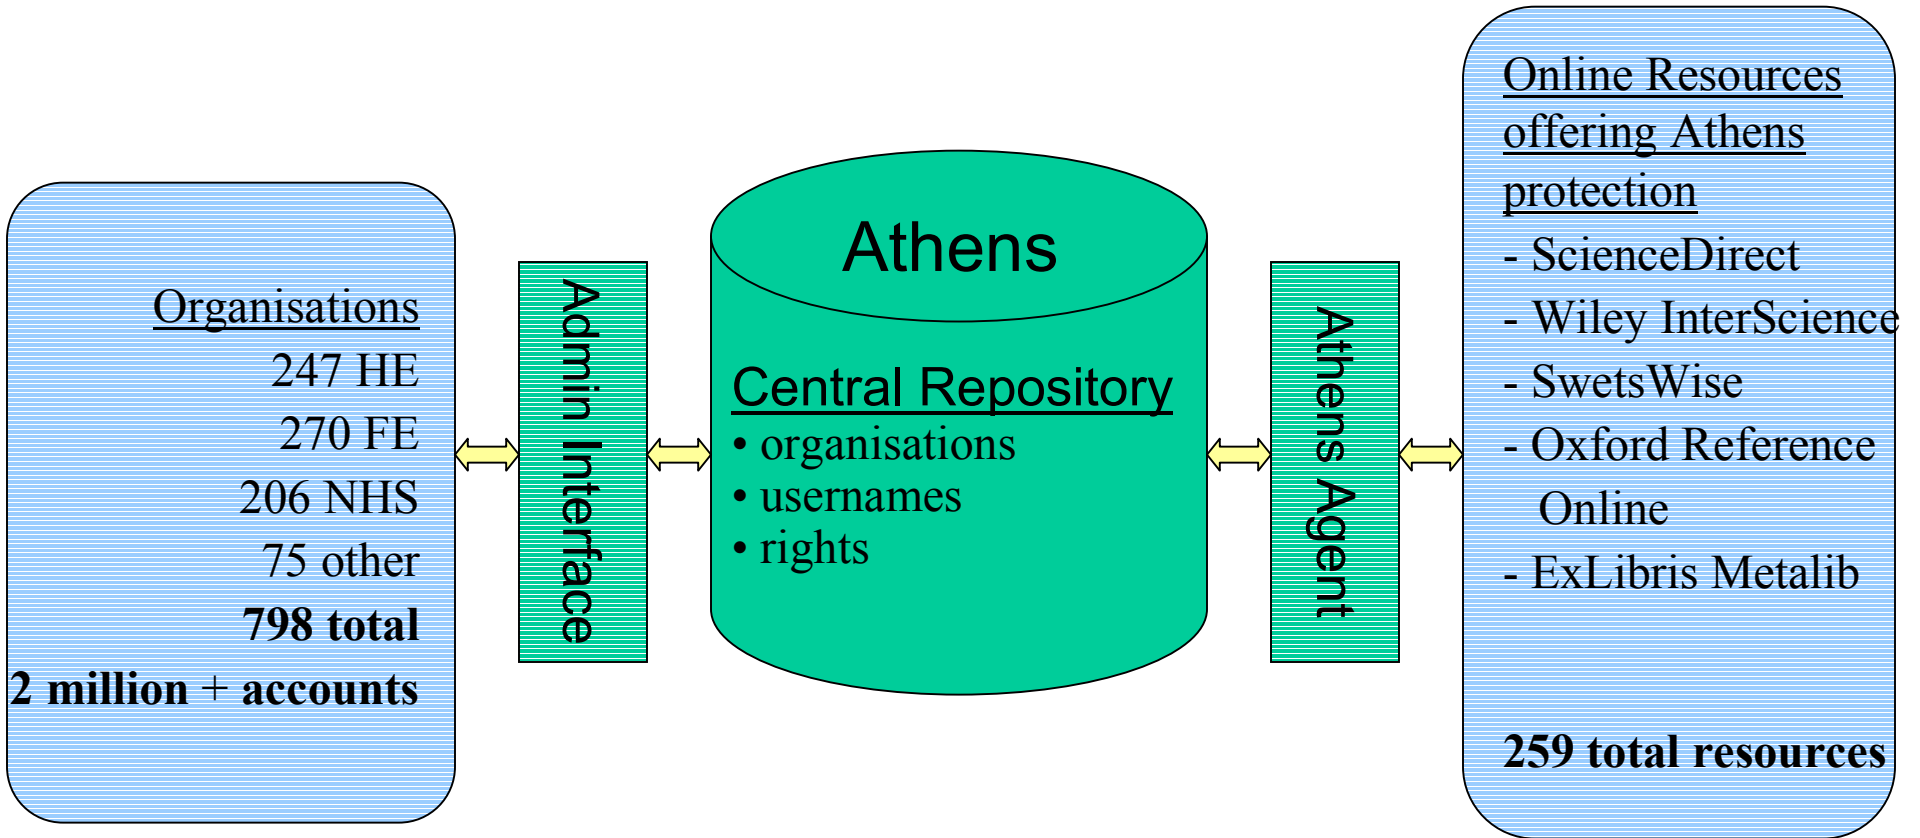 Organisations
247 HE
270 FE
206 NHS
75 other
798 total
2 million + accounts
Admin Interface
Athens
Central Repository
• organisations
• usernames
• rights
Athens Agent
Online Resources
offering Athens
protection
- ScienceDirect
- Wiley InterScience
- SwetsWise
- Oxford Reference
Online
- ExLibris Metalib
259 total resources